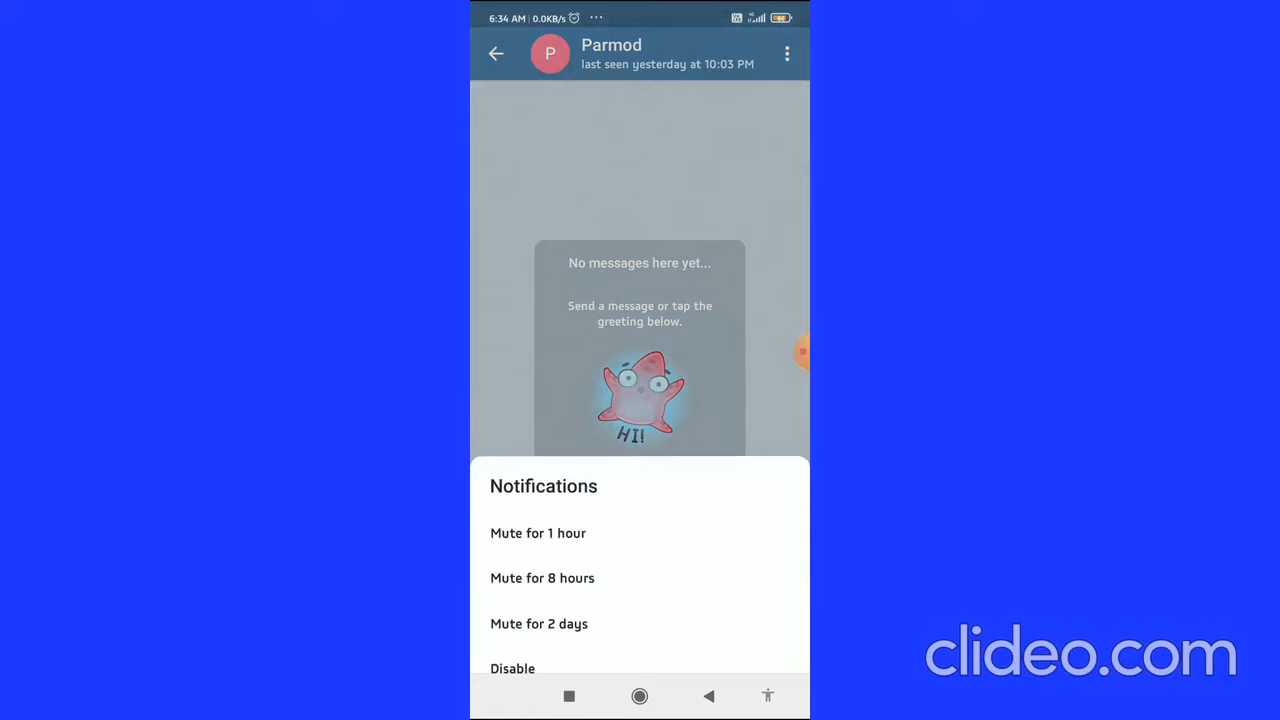 6:34 AM | 0.0KB/s
Parmod
last seen yesterday at 10:03 PM
No messages here yet...
Send a message or tap the
greeting below.
HI!
Notifications
Mute for 1 hour
Mute for 8 hours
Mute for 2 days
Disable
clideo.com